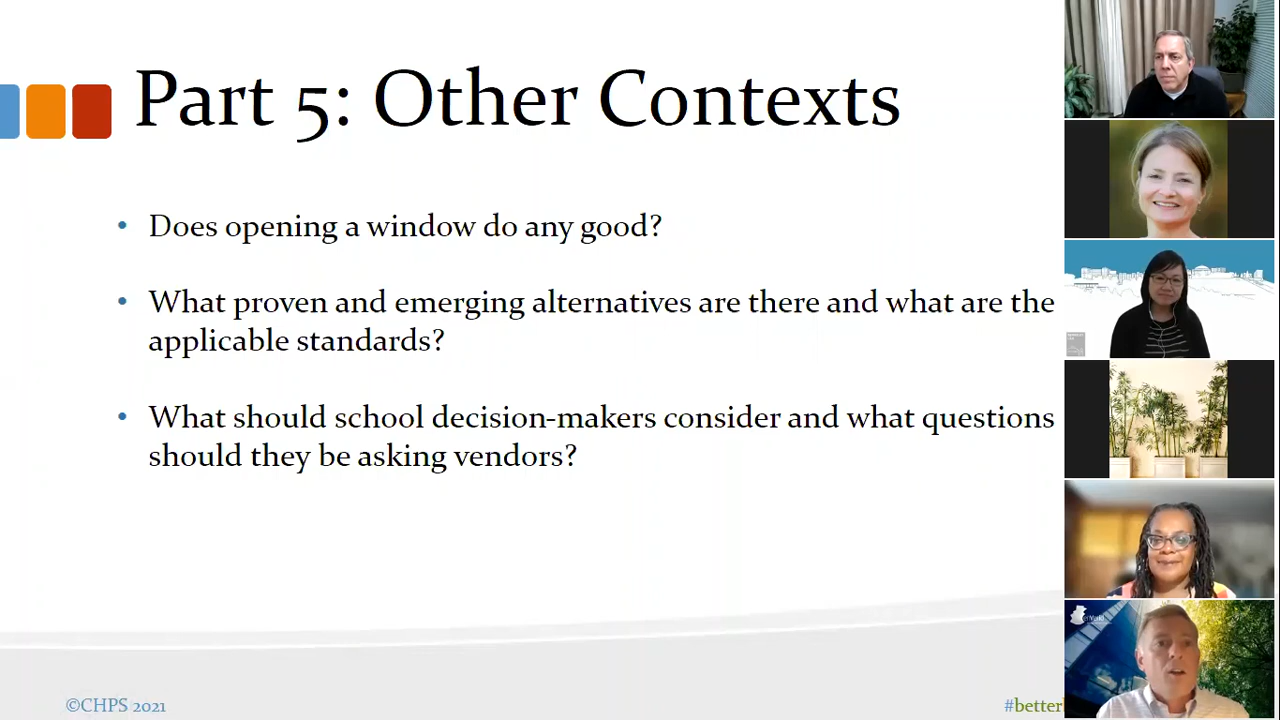 Part 5: Other Contexts
• Does opening a window do any good?
• What proven and emerging alternatives are there and what are the
applicable standards?
• What should school decision-makers consider and what questions
should they be asking vendors?
©CHPS 2021
#better